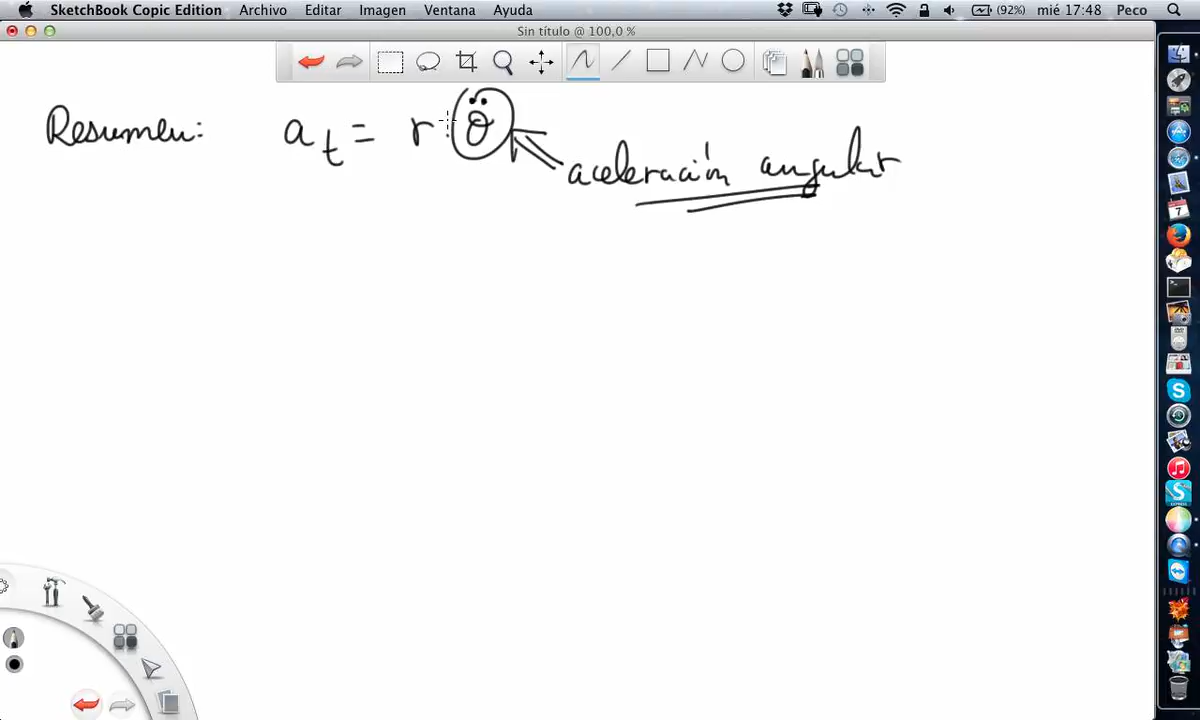 SketchBook Copic Edition Archivo Editar Imagen Ventana Ayuda (92%) mié 17:48 Peco
Sin título @ 100,0 %
Resumen: a_t = r · θ̈
aceleración angular
7